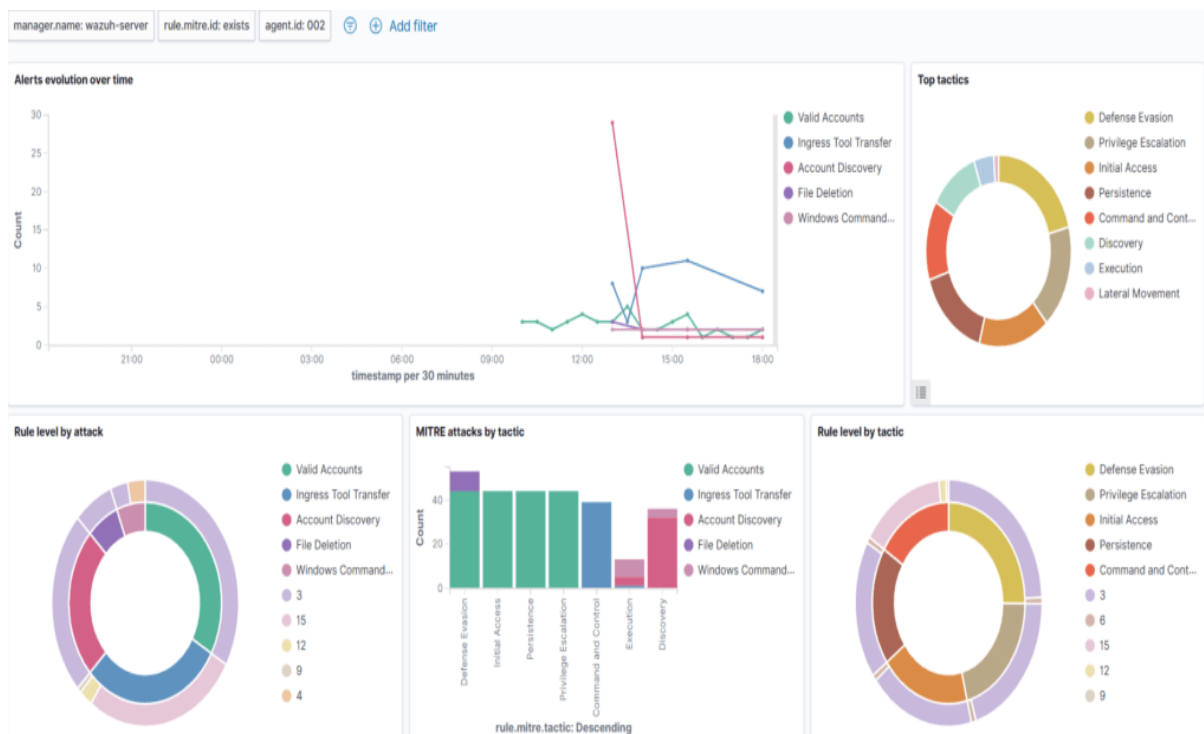 manager.name: wazuh-server rule.mitre.id: exists agent.id: 002 Add filter
Alerts evolution over time
30
25
20
15
10
5
0
Count
21:00 00:00 03:00 06:00 09:00 12:00 15:00 18:00
timestamp per 30 minutes
Valid Accounts
Ingress Tool Transfer
Account Discovery
File Deletion
Windows Command...
Top tactics
Defense Evasion
Privilege Escalation
Initial Access
Persistence
Command and Cont...
Discovery
Execution
Lateral Movement
Rule level by attack
Valid Accounts
Ingress Tool Transfer
Account Discovery
File Deletion
Windows Command...
3
15
12
9
4
MITRE attacks by tactic
40
20
0
Count
Defense Evasion
Initial Access
Persistence
Privilege Escalation
Command and Control
Execution
Discovery
rule.mitre.tactic: Descending
Valid Accounts
Ingress Tool Transfer
Account Discovery
File Deletion
Windows Command...
Rule level by tactic
Defense Evasion
Privilege Escalation
Initial Access
Persistence
Command and Cont...
3
6
15
12
9